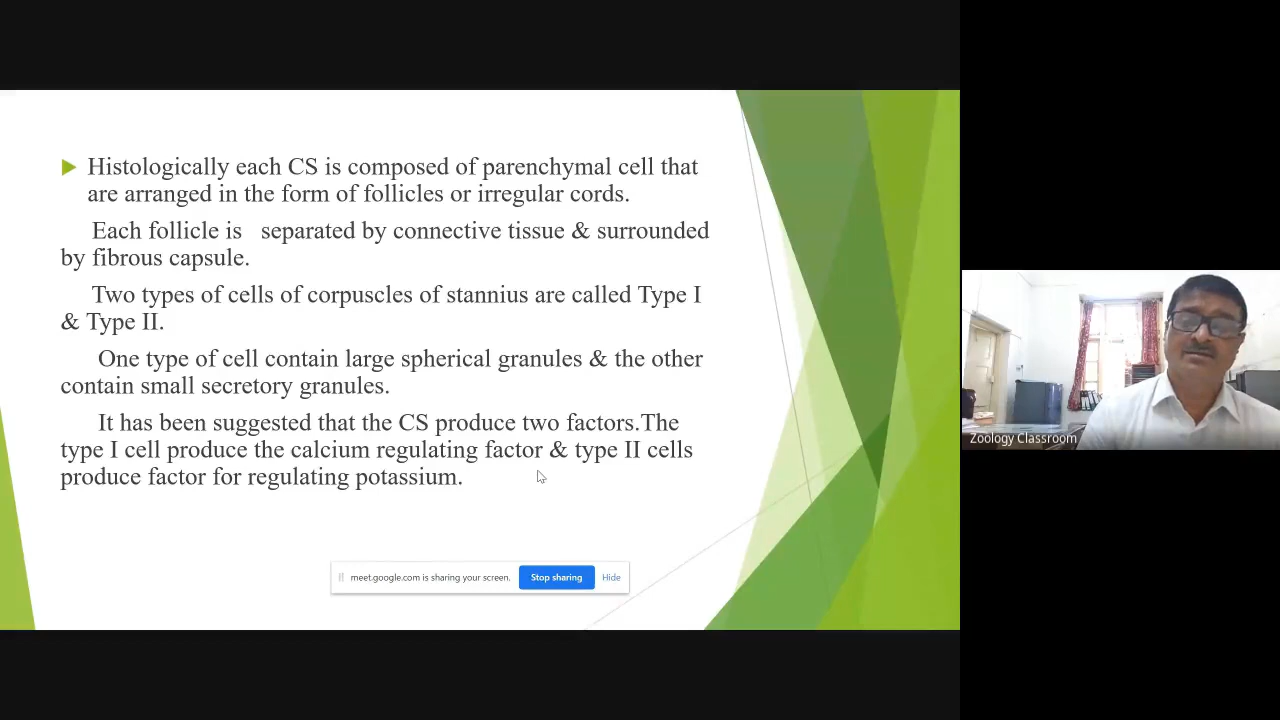 Histologically each CS is composed of parenchymal cell that
are arranged in the form of follicles or irregular cords.
Each follicle is separated by connective tissue & surrounded
by fibrous capsule.
Two types of cells of corpuscles of stannius are called Type I
& Type II.
One type of cell contain large spherical granules & the other
contain small secretory granules.
It has been suggested that the CS produce two factors.The
type I cell produce the calcium regulating factor & type II cells
produce factor for regulating potassium.
meet.google.com is sharing your screen. Stop sharing Hide
Zoology Classroom